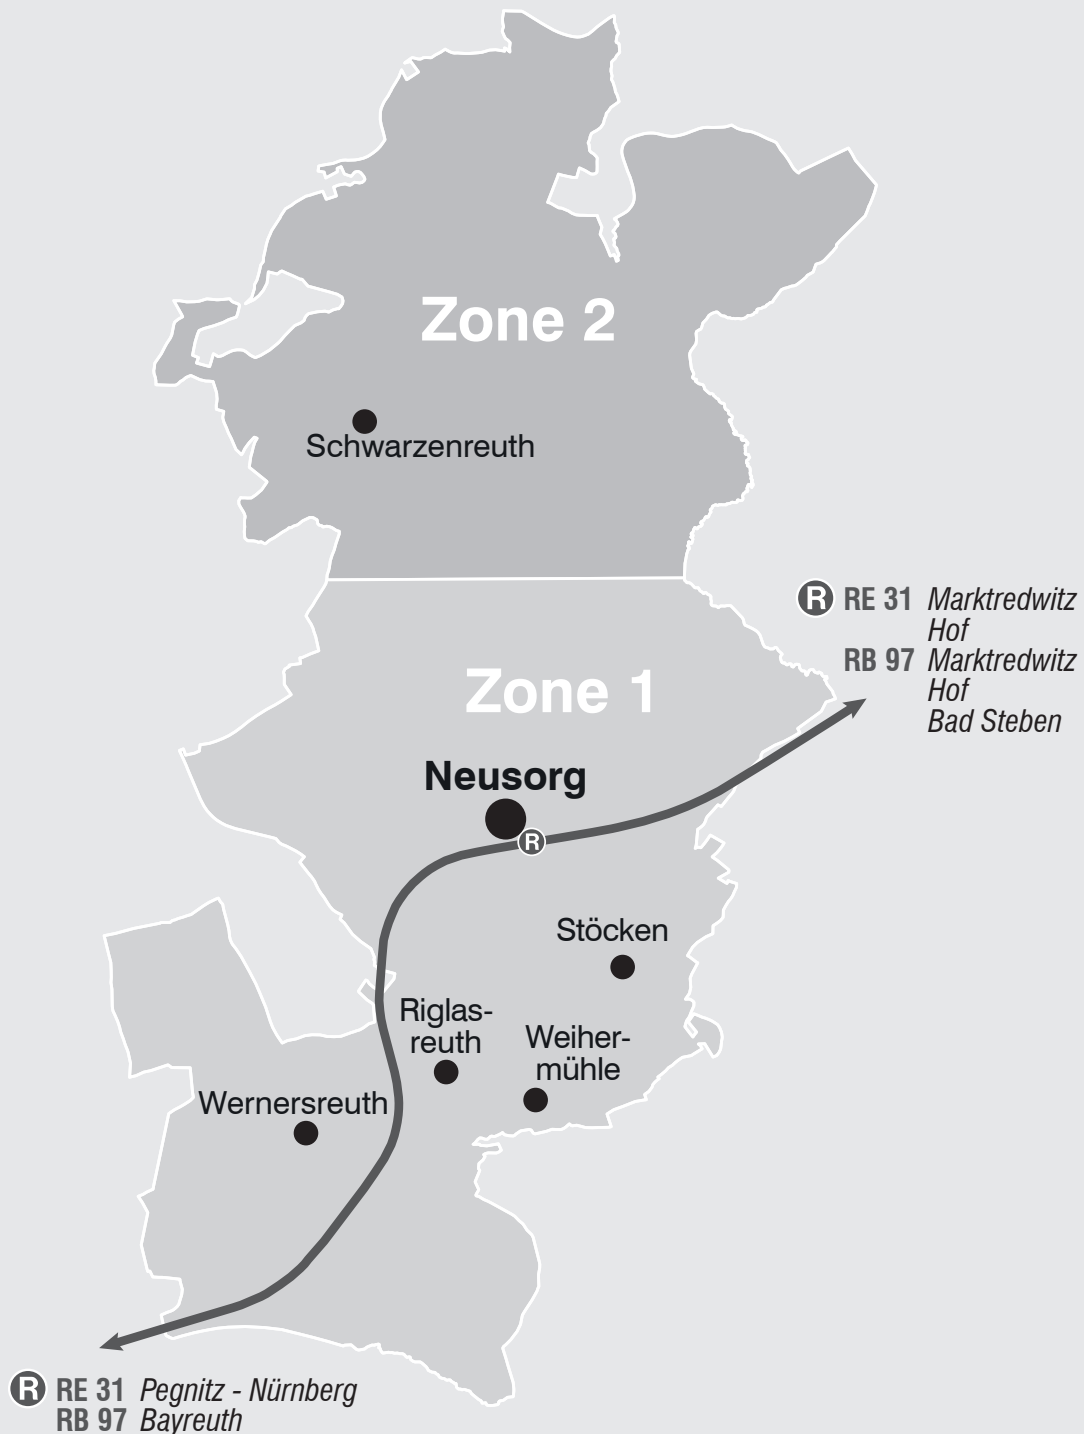 Zone 2
Schwarzenreuth
R RE 31 Marktredwitz
Hof
RB 97 Marktredwitz
Hof
Bad Steben
Zone 1
Neusorg
R
Stöcken
Riglas-
reuth
Weiher-
mühle
Wernersreuth
R RE 31 Pegnitz - Nürnberg
RB 97 Bayreuth